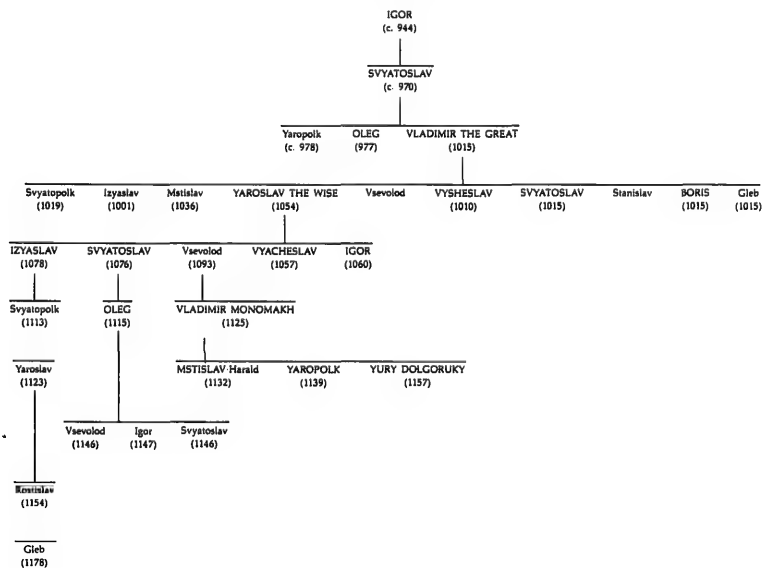 IGOR
(c. 944)
SVYATOSLAV
(c. 970)
Yaropolk OLEG VLADIMIR THE GREAT
(c. 978) (977) (1015)
Svyatopolk Izyaslav Mstislav YAROSLAV THE WISE Vsevolod VYSHESLAV SVYATOSLAV Stanislav BORIS Gleb
(1019) (1001) (1036) (1054) (1010) (1015) (1015) (1015)
IZYASLAV SVYATOSLAV Vsevolod VYACHESLAV IGOR
(1078) (1076) (1093) (1057) (1060)
Svyatopolk OLEG VLADIMIR MONOMAKH
(1113) (1115) (1125)
Yaroslav MSTISLAV Harald YAROPOLK YURY DOLGORUKY
(1123) (1132) (1139) (1157)
Vsevolod Igor Svyatoslav
(1146) (1147) (1146)
Rostislav
(1154)
Gleb
(1178)